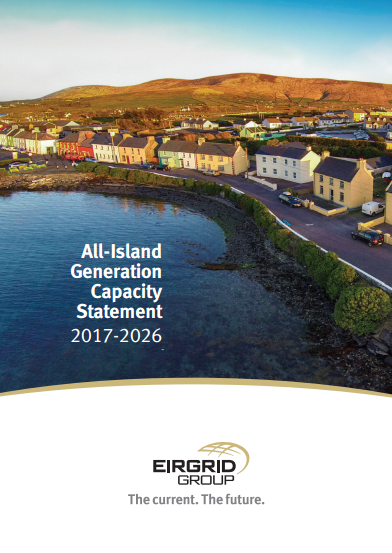 All-Island
Generation
Capacity
Statement
2017-2026
EIRGRID
GROUP
The current. The future.